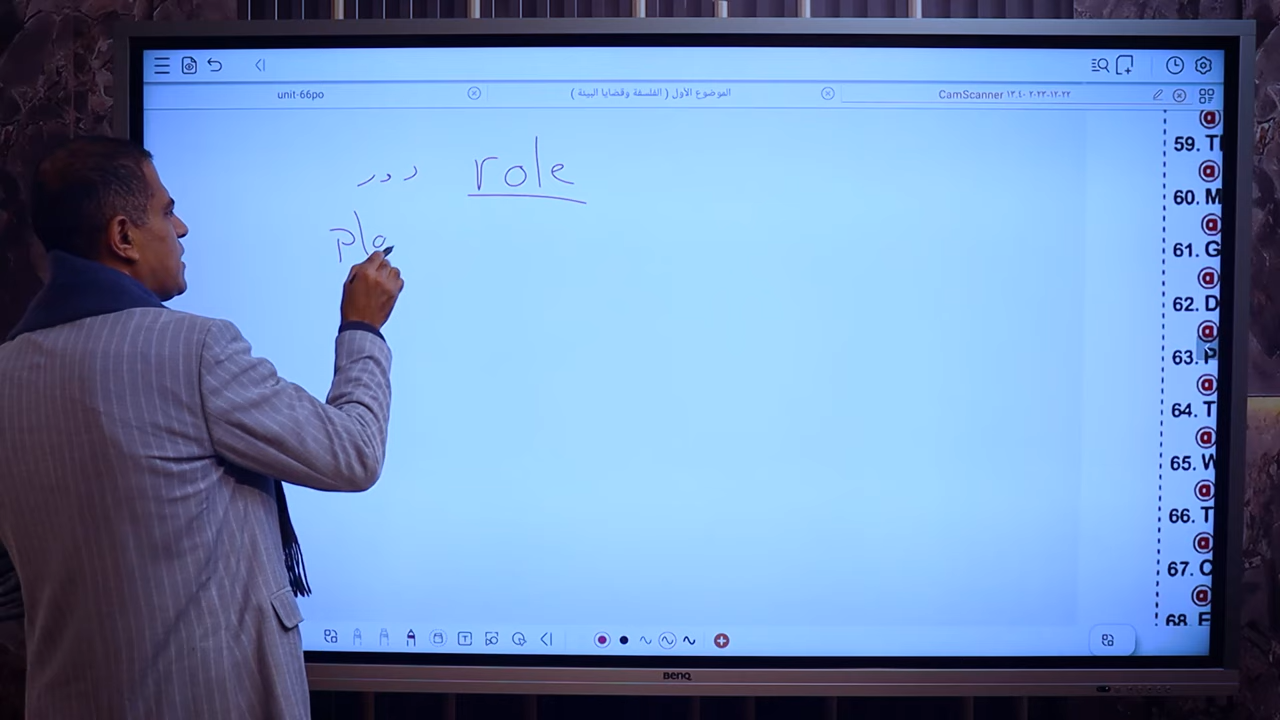 unit-66po
الموضوع الأول ( الفلسفة وقضايا البيئة )
CamScanner ٢٠٢٣-١٢-٢٢ ١٣.٤٠
دور role
pla
a
59. T
a
60. M
a
61. G
a
62. D
a
63. P
a
64. T
a
65. W
a
66. T
a
67. C
a
68. E
BenQ